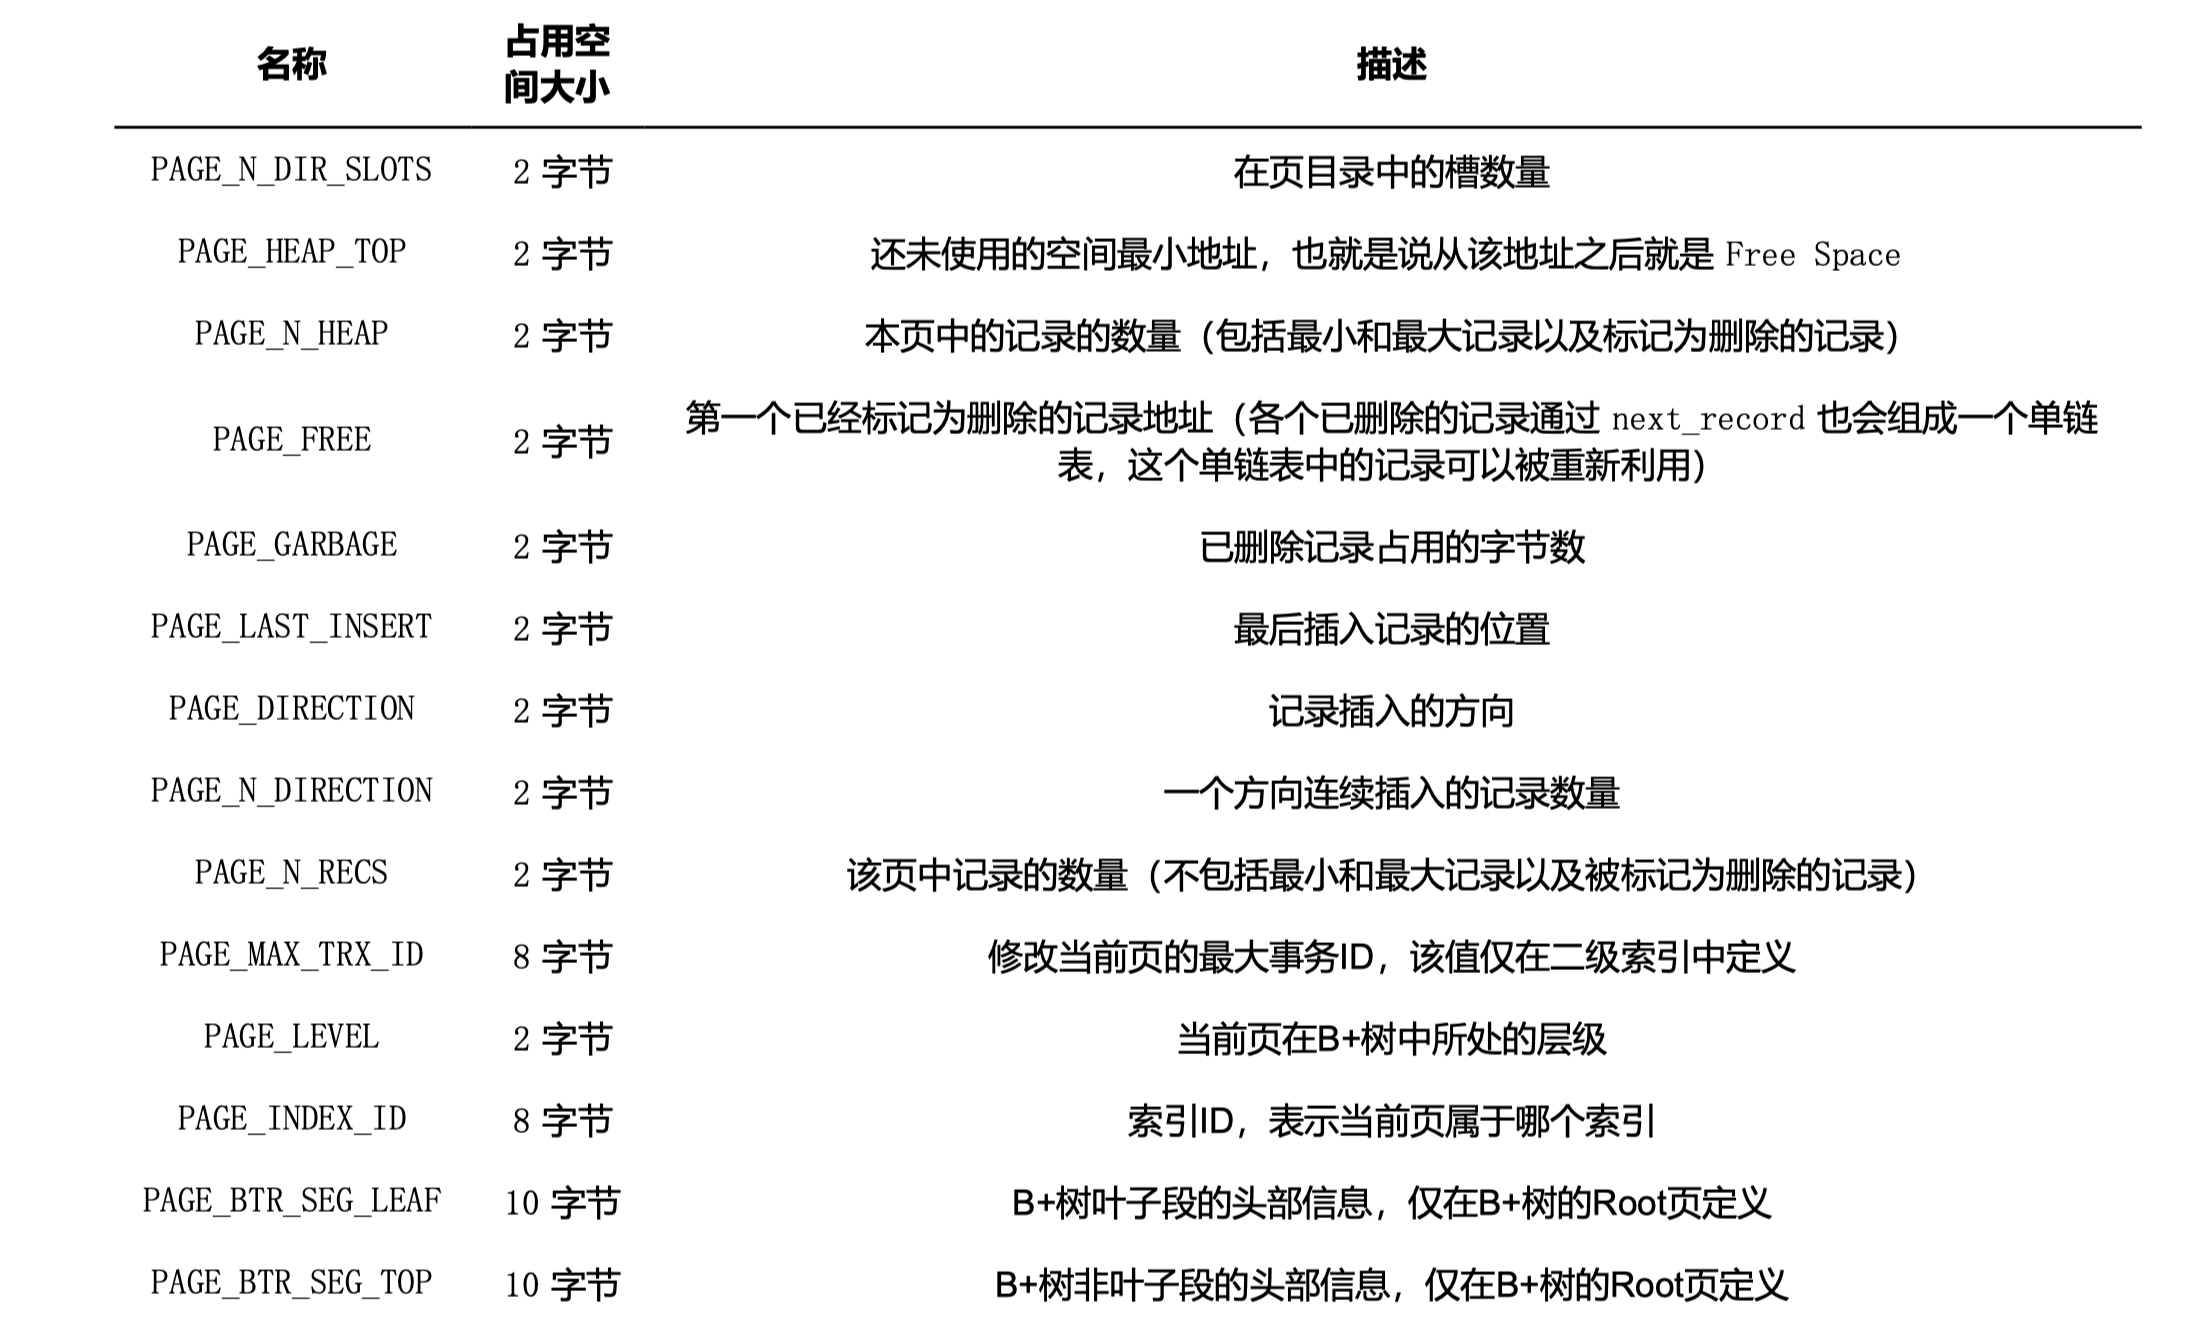 名称 占用空间大小 描述
PAGE_N_DIR_SLOTS 2 字节 在页目录中的槽数量
PAGE_HEAP_TOP 2 字节 还未使用的空间最小地址，也就是说从该地址之后就是 Free Space
PAGE_N_HEAP 2 字节 本页中的记录的数量（包括最小和最大记录以及标记为删除的记录）
PAGE_FREE 2 字节 第一个已经标记为删除的记录地址（各个已删除的记录通过 next_record 也会组成一个单链
表，这个单链表中的记录可以被重新利用）
PAGE_GARBAGE 2 字节 已删除记录占用的字节数
PAGE_LAST_INSERT 2 字节 最后插入记录的位置
PAGE_DIRECTION 2 字节 记录插入的方向
PAGE_N_DIRECTION 2 字节 一个方向连续插入的记录数量
PAGE_N_RECS 2 字节 该页中记录的数量（不包括最小和最大记录以及被标记为删除的记录）
PAGE_MAX_TRX_ID 8 字节 修改当前页的最大事务ID，该值仅在二级索引中定义
PAGE_LEVEL 2 字节 当前页在B+树中所处的层级
PAGE_INDEX_ID 8 字节 索引ID，表示当前页属于哪个索引
PAGE_BTR_SEG_LEAF 10 字节 B+树叶子段的头部信息，仅在B+树的Root页定义
PAGE_BTR_SEG_TOP 10 字节 B+树非叶子段的头部信息，仅在B+树的Root页定义